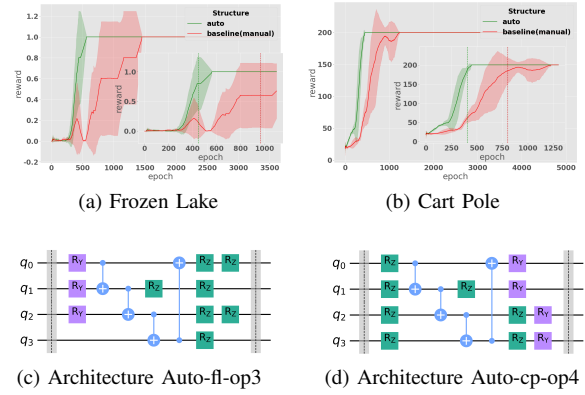 Structure
auto
baseline(manual)
reward
1.2
1.0
0.8
0.6
0.4
0.2
0.0
-0.2
0 500 1000 1500 2000 2500 3000 3500
epoch
reward
1.0
0.5
0.0
0 200 400 600 800 1000
epoch
(a) Frozen Lake
Structure
auto
baseline(manual)
reward
200
150
100
50
0
0 1000 2000 3000 4000 5000
epoch
reward
200
150
100
50
0
0 250 500 750 1000 1250
epoch
(b) Cart Pole
q0 RY RZ RZ
q1 RY RZ RZ RZ
q2 RY RZ RZ
q3 RZ
(c) Architecture Auto-fl-op3
q0 RZ RY
q1 RZ RZ RY
q2 RZ RZ RY
q3 RZ RZ RY
(d) Architecture Auto-cp-op4